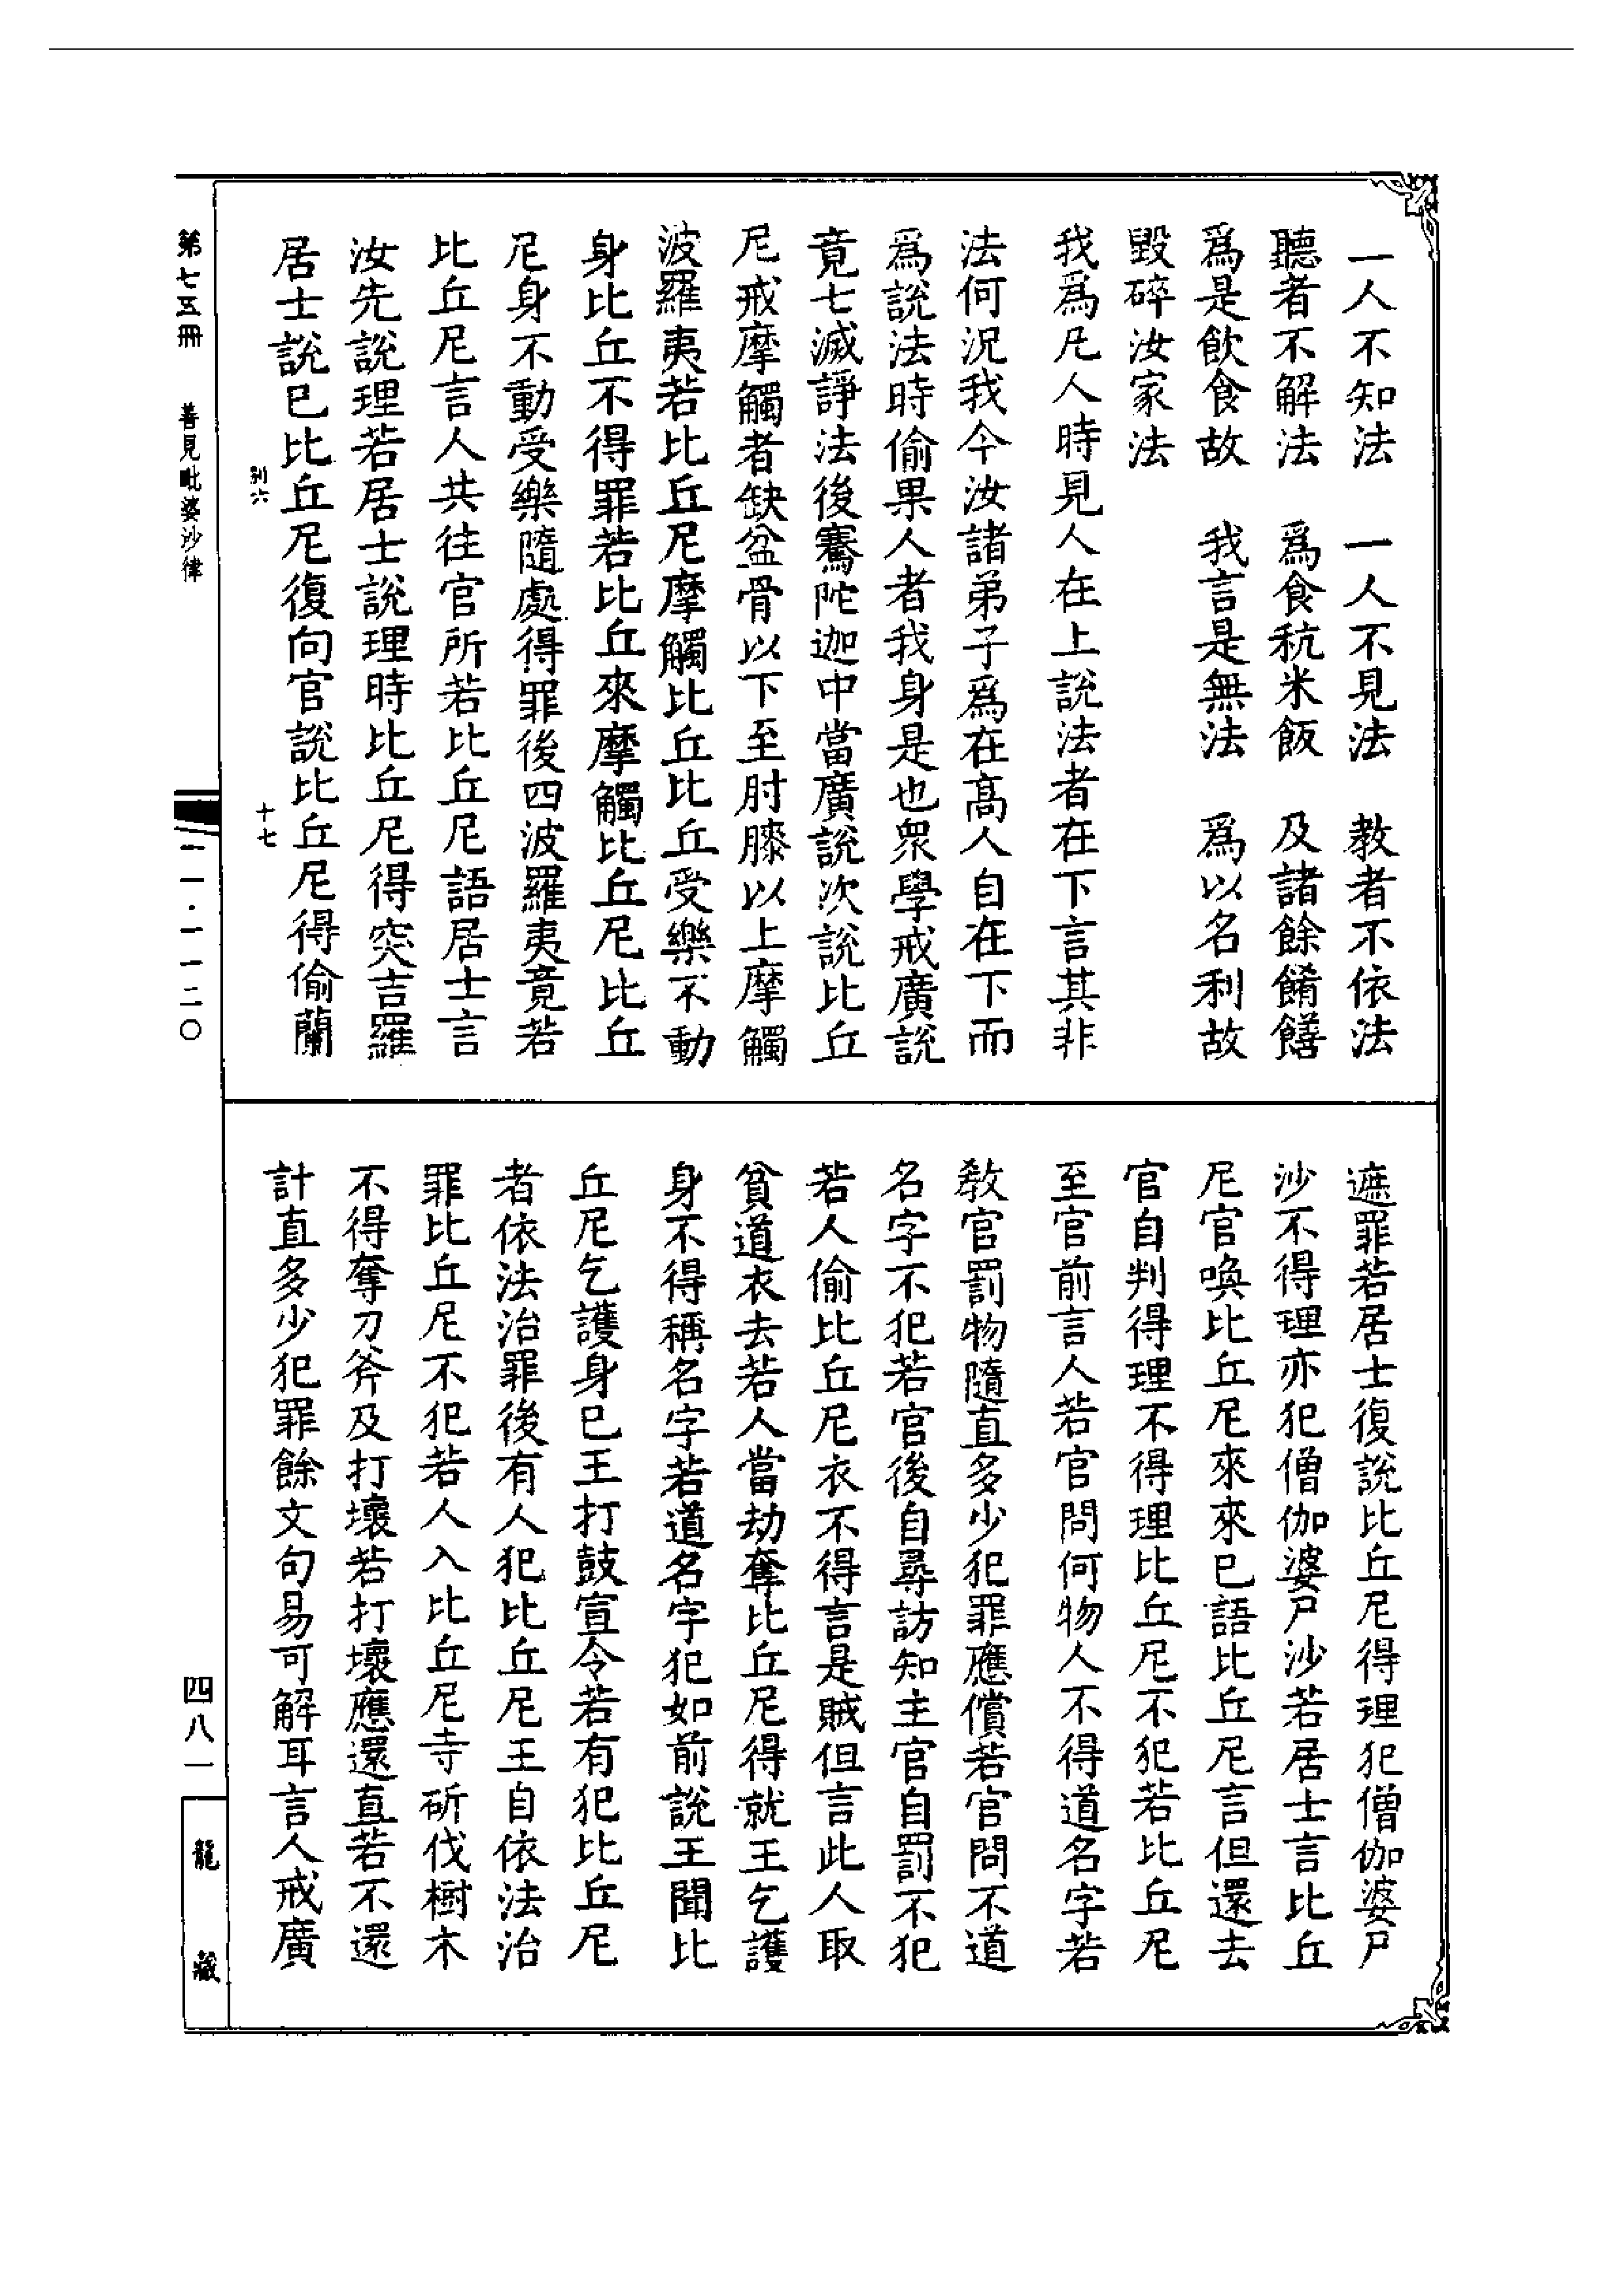 一人不知法　一人不見法　教者不依法
聽者不解法　爲食秔米飯　及諸餘餚饍
爲是飲食故　我言是無法　爲以名利故
毀碎汝家法
我爲凡人時見人在上說法者在下言其非
法何況我今汝諸弟子爲在高人自在下而
爲說法時偷果人者我身是也衆學戒廣說
竟七滅諍法後騫陀迦中當廣說次說比丘
尼戒摩觸者缺盆骨以下至肘膝以上摩觸
波羅夷若比丘尼摩觸比丘比丘受樂不動
身比丘不得罪若比丘來摩觸比丘尼比丘
尼身不動受樂隨處得罪後四波羅夷竟若
比丘尼言人共往官所若比丘尼語居士言
汝先說理若居士說理時比丘尼得突吉羅
居士說已比丘尼復向官說比丘尼得偷蘭
遮罪若居士復說比丘尼得理犯僧伽婆尸
沙不得理亦犯僧伽婆尸沙若居士言比丘
尼官喚比丘尼來來已語比丘尼言但還去
官自判得理不得理比丘尼不犯若比丘尼
至官前言人若官問何物人不得道名字若
敎官罰物隨直多少犯罪應償若官問不道
名字不犯若官後自尋訪知主官自罰不犯
若人偷比丘尼衣不得言是賊但言此人取
貧道衣去若人當劫奪比丘尼得就王乞護
身不得稱名字若道名字犯如前說王聞比
丘尼乞護身已王打鼓宣令若有犯比丘尼
者依法治罪後有人犯比丘尼王自依法治
罪比丘尼不犯若人入比丘尼寺斫伐樹木
不得奪刀斧及打壞若打壞應還直若不還
計直多少犯罪餘文句易可解耳言人戒廣
別六　十七
第七五冊　善見毗婆沙律　一一一·一一二〇　四八一　龍藏